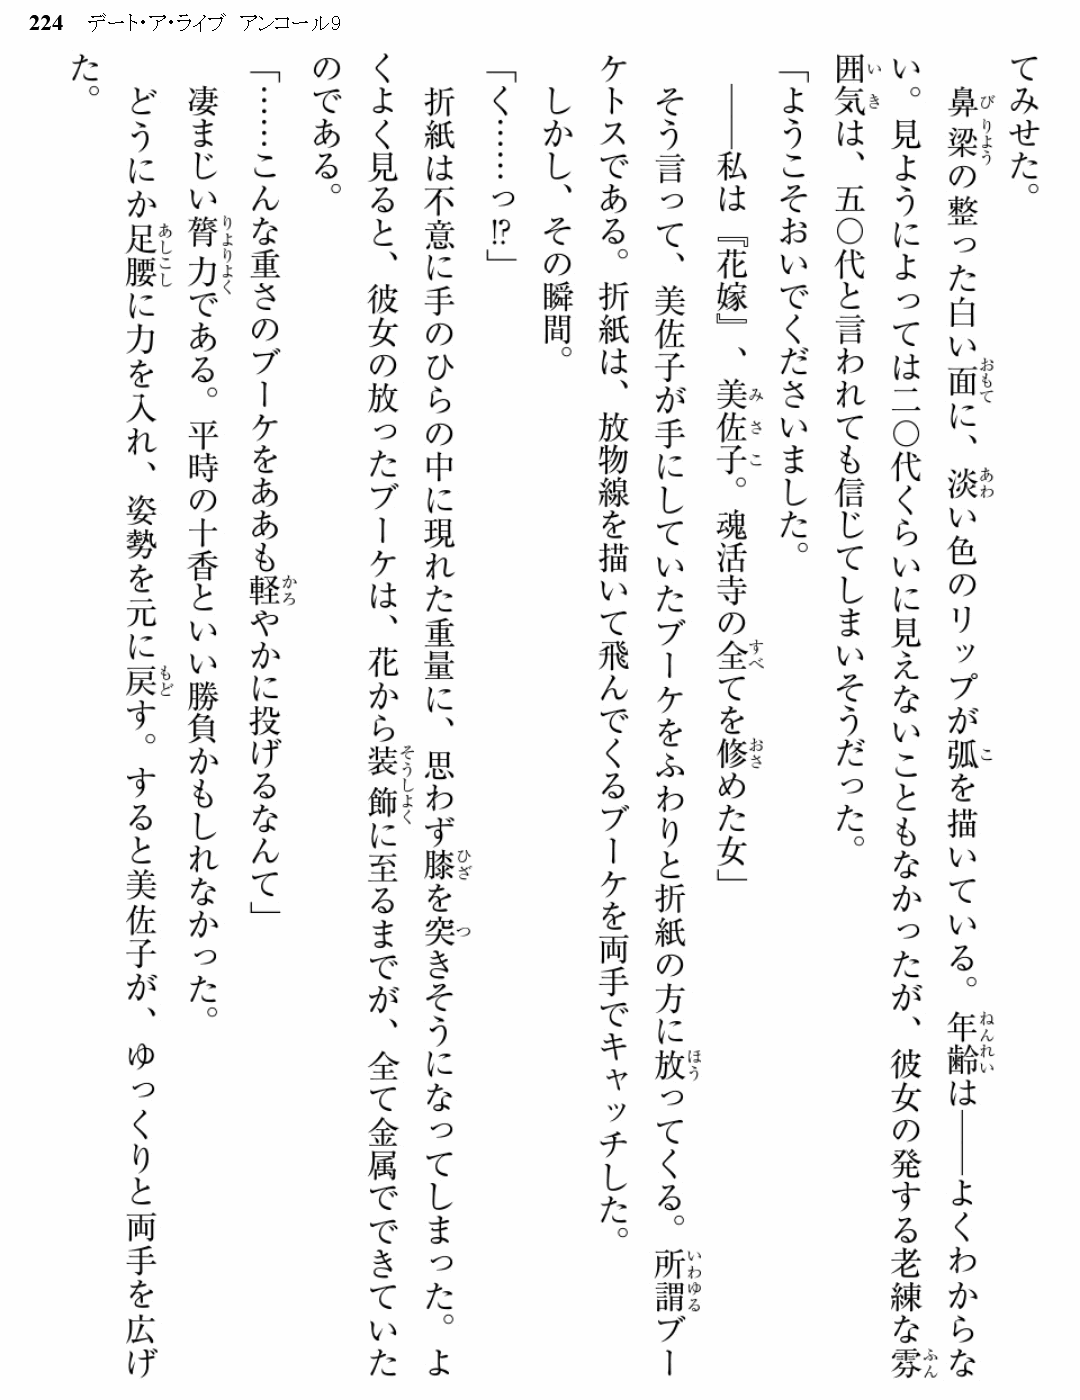 224 デート・ア・ライブ アンコール9
てみせた。
　鼻梁の整った白い面に、淡い色のリップが弧を描いている。年齢は――よくわからな
い。見ようによっては二〇代くらいに見えないこともなかったが、彼女の発する老練な雰
囲気は、五〇代と言われても信じてしまいそうだった。
「ようこそおいでくださいました。
　――私は『花嫁』、美佐子。魂活寺の全てを修めた女」
　そう言って、美佐子が手にしていたブーケをふわりと折紙の方に放ってくる。所謂ブー
ケトスである。折紙は、放物線を描いて飛んでくるブーケを両手でキャッチした。
　しかし、その瞬間。
「く……っ!?」
　折紙は不意に手のひらの中に現れた重量に、思わず膝を突きそうになってしまった。よ
くよく見ると、彼女の放ったブーケは、花から装飾に至るまでが、全て金属でできていた
のである。
「……こんな重さのブーケをああも軽やかに投げるなんて」
　凄まじい膂力である。平時の十香といい勝負かもしれなかった。
　どうにか足腰に力を入れ、姿勢を元に戻す。すると美佐子が、ゆっくりと両手を広げ
た。